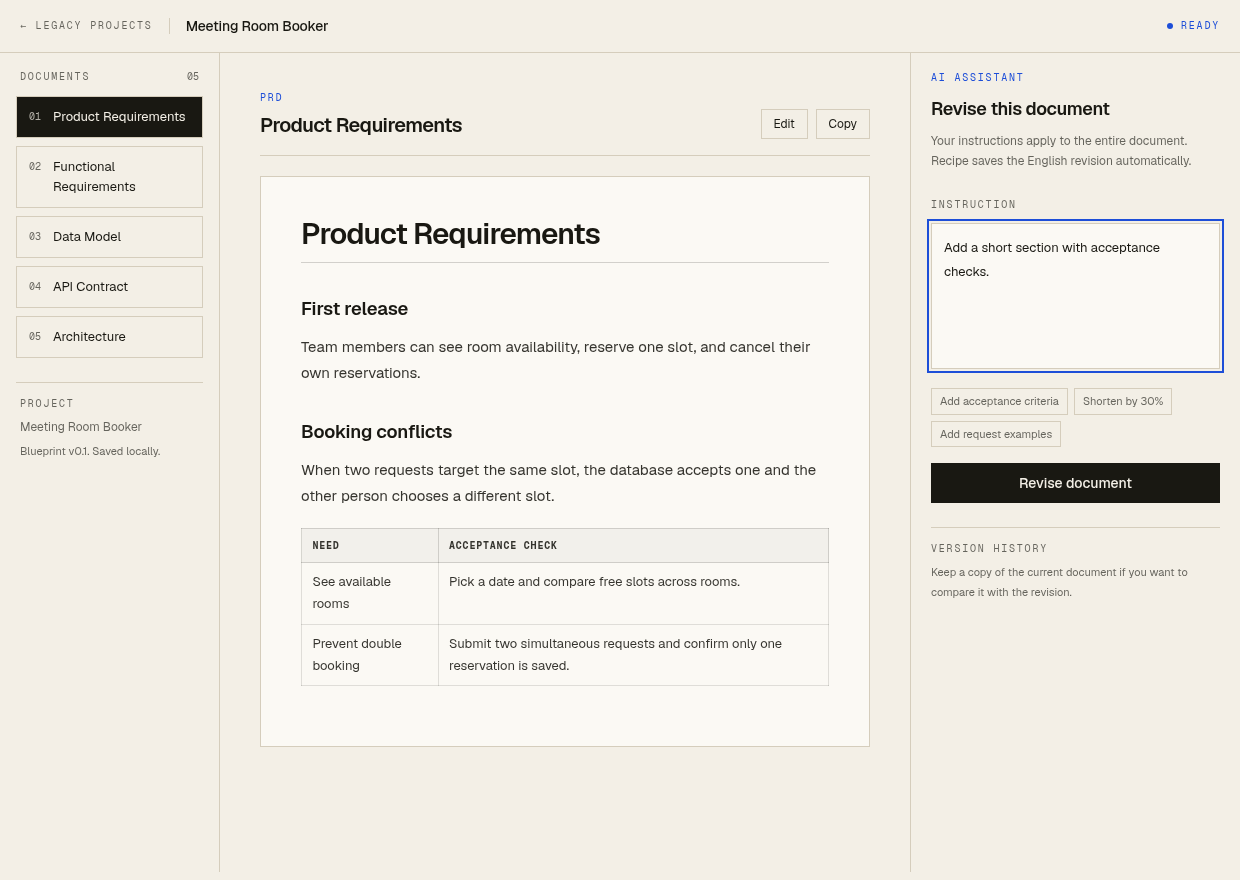 ← LEGACY PROJECTS
Meeting Room Booker
READY
DOCUMENTS 05
01 Product Requirements
02 Functional
Requirements
03 Data Model
04 API Contract
05 Architecture
PROJECT
Meeting Room Booker
Blueprint v0.1. Saved locally.
PRD
Product Requirements
Edit
Copy
Product Requirements
First release
Team members can see room availability, reserve one slot, and cancel their
own reservations.
Booking conflicts
When two requests target the same slot, the database accepts one and the
other person chooses a different slot.
NEED ACCEPTANCE CHECK
See available
rooms
Pick a date and compare free slots across rooms.
Prevent double
booking
Submit two simultaneous requests and confirm only one
reservation is saved.
AI ASSISTANT
Revise this document
Your instructions apply to the entire document.
Recipe saves the English revision automatically.
INSTRUCTION
Add a short section with acceptance
checks.
Add acceptance criteria
Shorten by 30%
Add request examples
Revise document
VERSION HISTORY
Keep a copy of the current document if you want to
compare it with the revision.